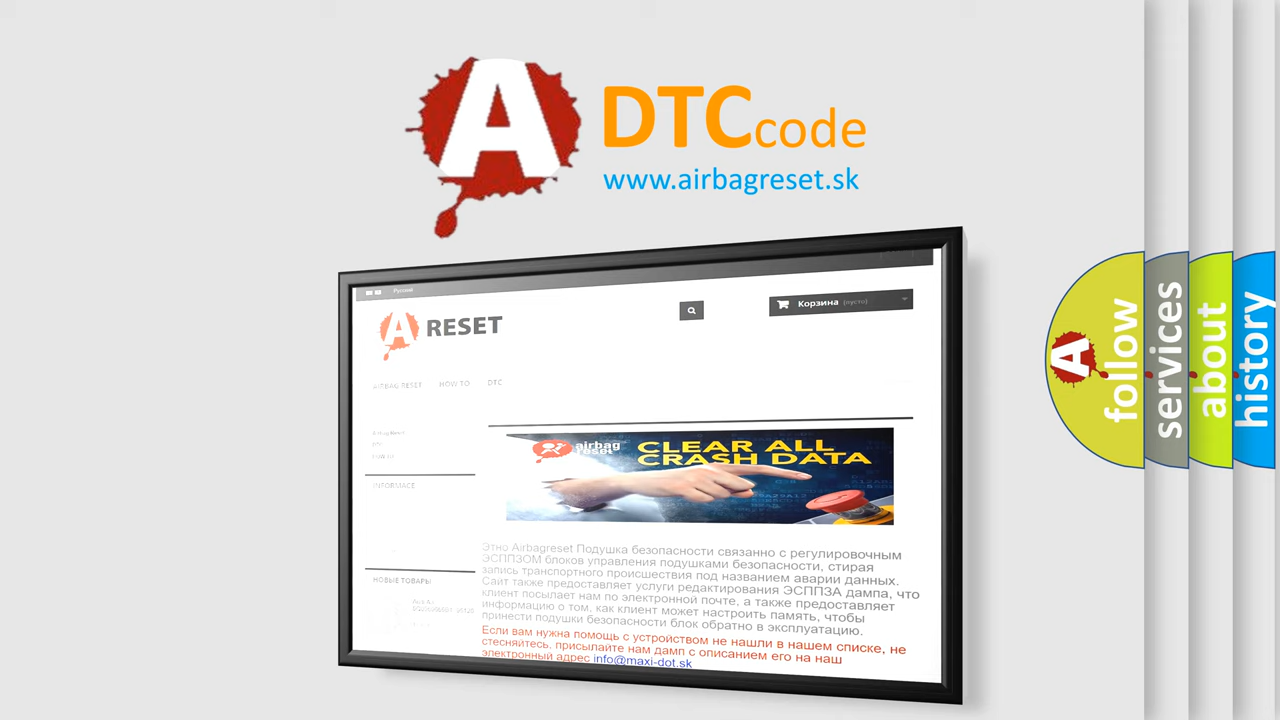 A
DTCcode
www.airbagreset.sk
Русский
Корзина (пусто)
A RESET
AIRBAG RESET HOW TO DTC
INFORMACE
airbag
reset
CLEAR ALL
CRASH DATA
Этно Airbagreset Подушка безопасности связанно с регулировочным
ЭСППЗОМ блоков управления подушками безопасности, стирая
запись транспортного происшествия под названием аварии данных.
Сайт также предоставляет услуги редактирования ЭСППЗА дампа, что
клиент посылает нам по электронной почте, а также предоставляет
информацию о том, как клиент может настроить память, чтобы
принести подушки безопасности блок обратно в эксплуатацию.
Если вам нужна помощь с устройством не нашли в нашем списке, не
стесняйтесь, присылайте нам дамп с описанием его на наш
электронный адрес info@maxi-dot.sk
НОВЫЕ ТОВАРЫ
A
follow
services
about
history